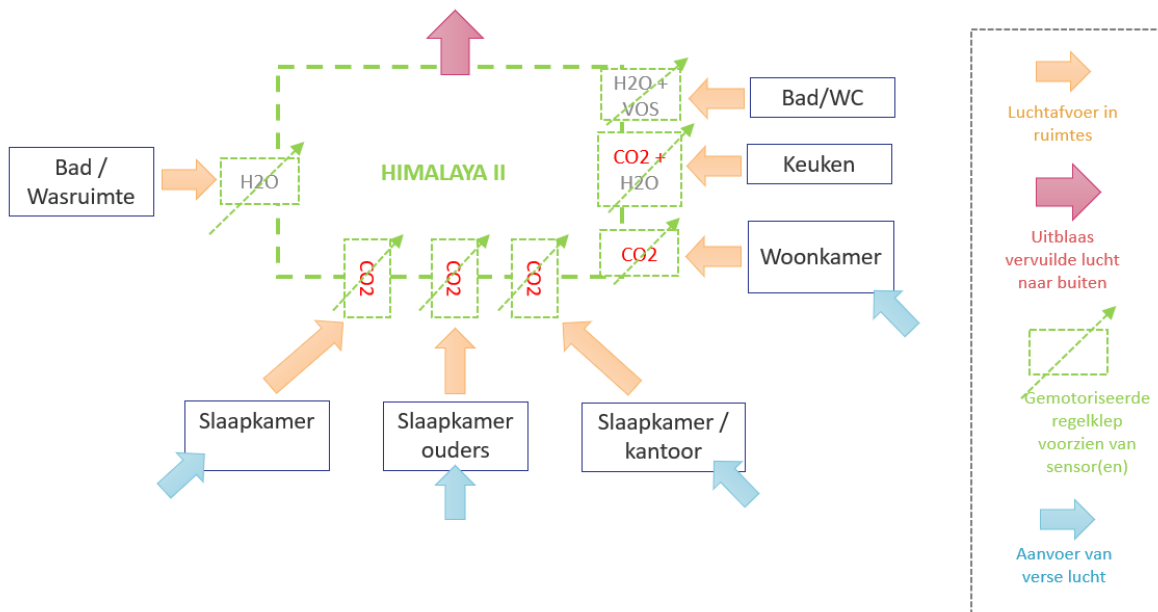 H2O +
VOS
Bad/WC
Bad /
Wasruimte
H2O
HIMALAYA II
CO2 +
H2O
Keuken
CO2
Woonkamer
CO2
CO2
CO2
Slaapkamer
Slaapkamer
ouders
Slaapkamer /
kantoor
Luchtafvoer in
ruimtes
Uitblaas
vervuilde lucht
naar buiten
Gemotoriseerde
regelklep
voorzien van
sensor(en)
Aanvoer van
verse lucht